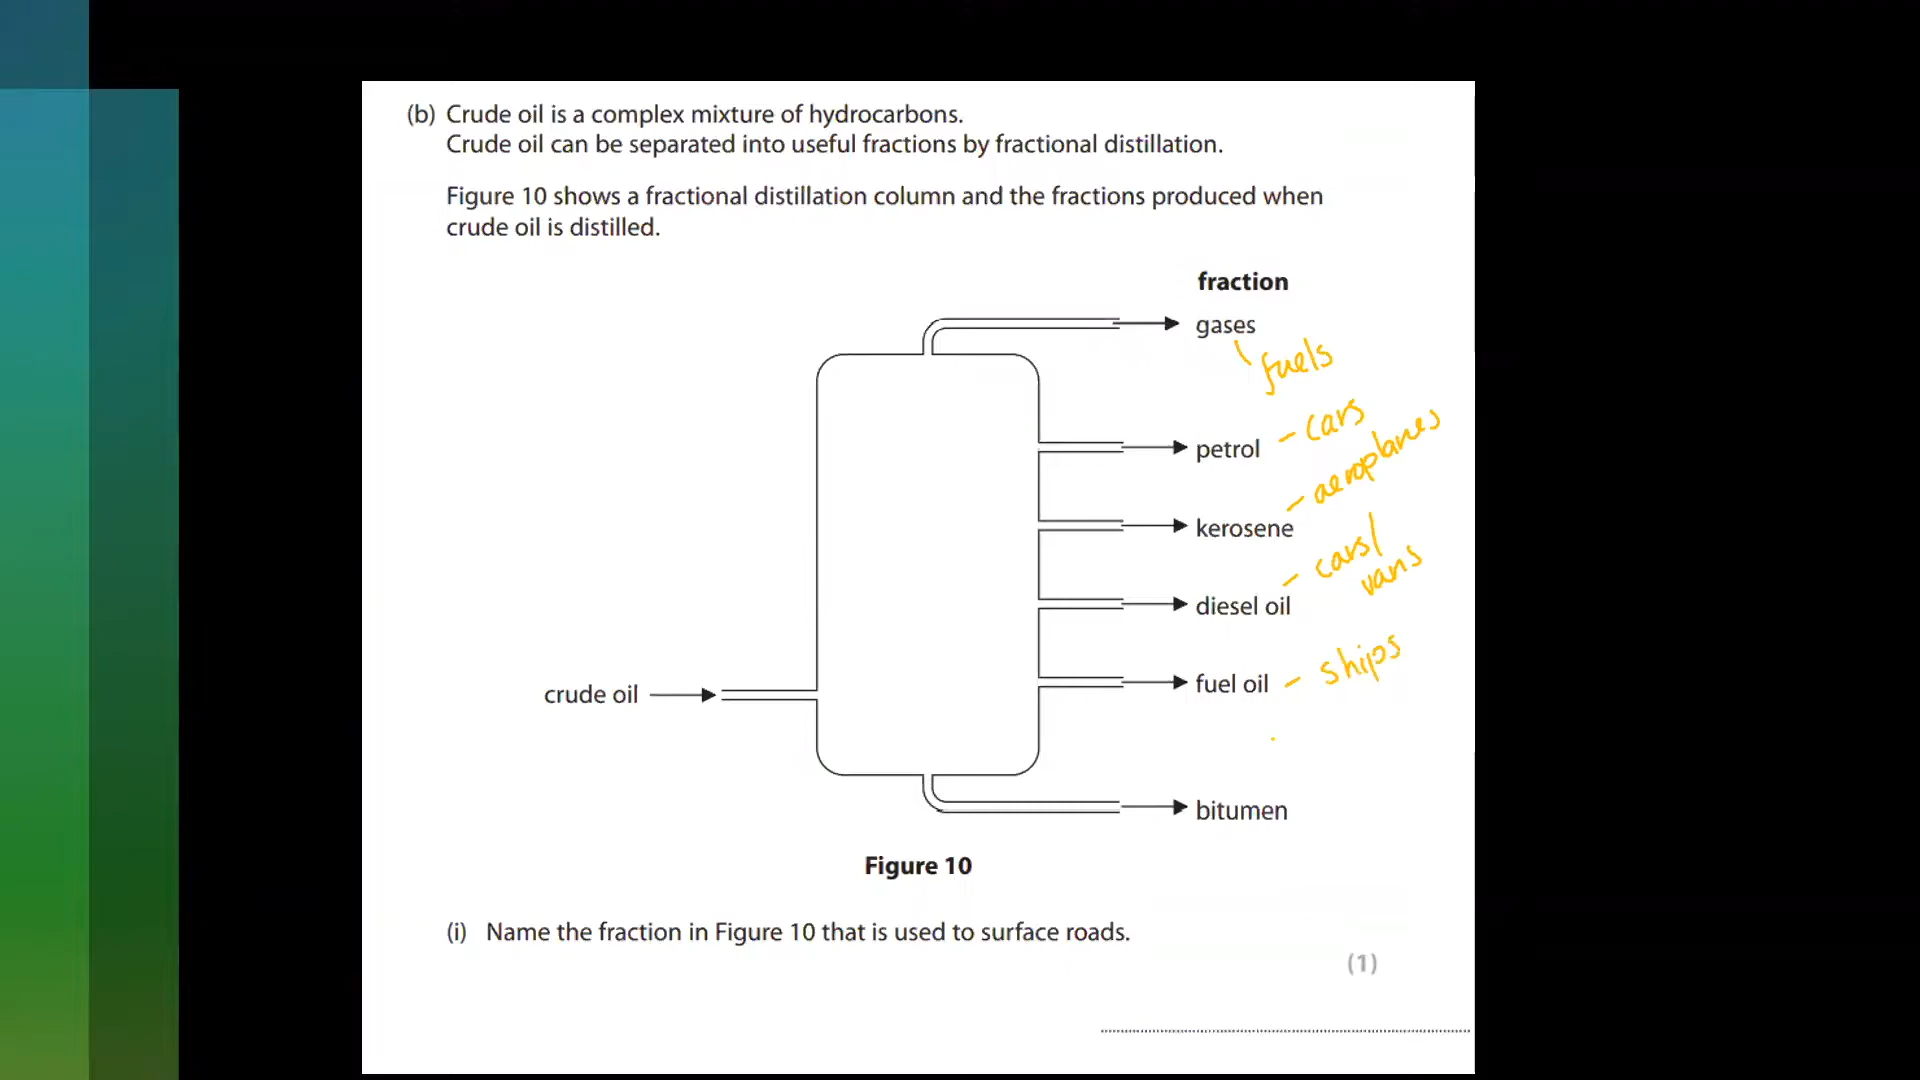 (b) Crude oil is a complex mixture of hydrocarbons.
Crude oil can be separated into useful fractions by fractional distillation.
Figure 10 shows a fractional distillation column and the fractions produced when
crude oil is distilled.
fraction
gases
fuels
petrol - cars
kerosene - aeroplanes
diesel oil - cars/
vans
crude oil
fuel oil - ships
bitumen
Figure 10
(i) Name the fraction in Figure 10 that is used to surface roads.
(1)